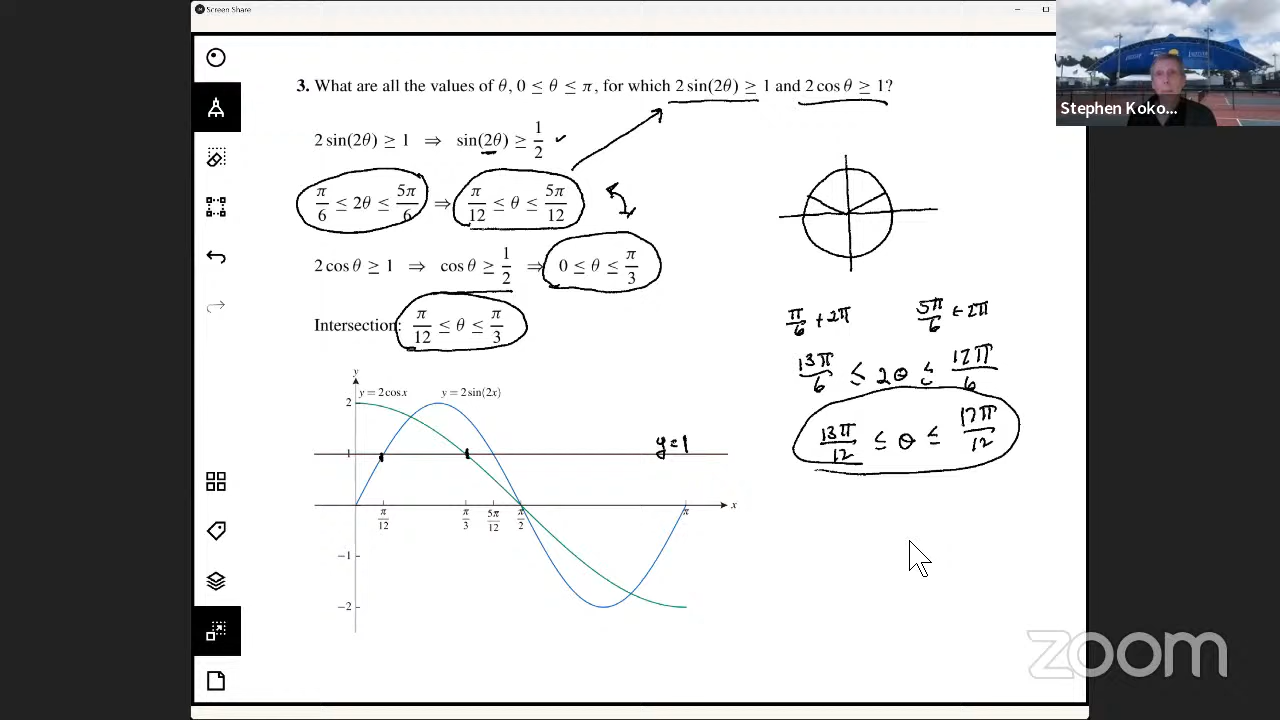 Screen Share
Stephen Koko...
3. What are all the values of θ, 0 ≤ θ ≤ π, for which 2 sin(2θ) ≥ 1 and 2 cos θ ≥ 1?
2 sin(2θ) ≥ 1 ⇒ sin(2θ) ≥ 1/2 ✓
π/6 ≤ 2θ ≤ 5π/6 ⇒ π/12 ≤ θ ≤ 5π/12
2 cos θ ≥ 1 ⇒ cos θ ≥ 1/2 ⇒ 0 ≤ θ ≤ π/3
Intersection: π/12 ≤ θ ≤ π/3
π/6 + 2π 5π/6 + 2π
13π/6 ≤ 2θ ≤ 17π/6
13π/12 ≤ θ ≤ 17π/12
y
y = 2 cos x y = 2 sin(2x)
2
y=1
1
x
π/12 π/3 5π/12 π/2 π
−1
−2
zoom